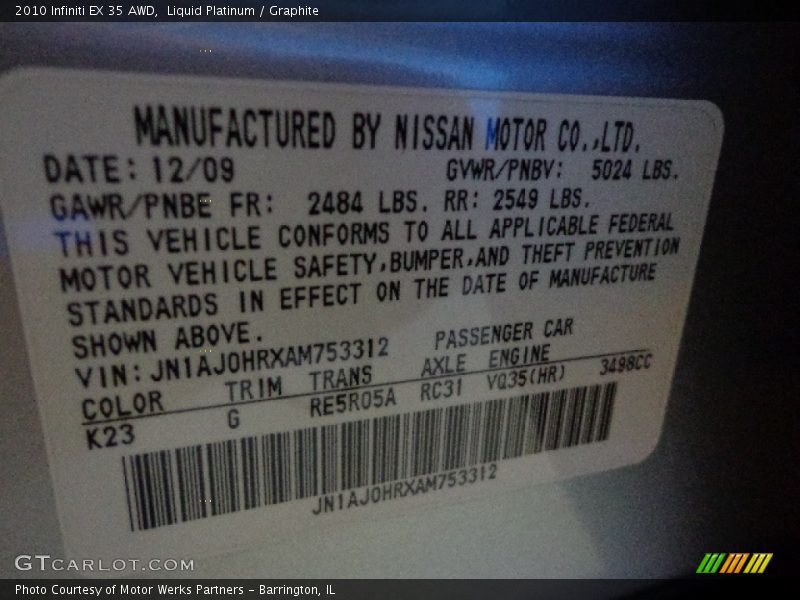 2010 Infiniti EX 35 AWD,  Liquid Platinum / Graphite
MANUFACTURED BY NISSAN MOTOR CO.,LTD.
DATE: 12/09 GVWR/PNBV: 5024 LBS.
GAWR/PNBE FR: 2484 LBS. RR: 2549 LBS.
THIS VEHICLE CONFORMS TO ALL APPLICABLE FEDERAL
MOTOR VEHICLE SAFETY,BUMPER,AND THEFT PREVENTION
STANDARDS IN EFFECT ON THE DATE OF MANUFACTURE
SHOWN ABOVE.
VIN: JN1AJ0HRXAM753312 PASSENGER CAR
COLOR TRIM TRANS AXLE ENGINE
K23 G RE5R05A RC31 VQ35(HR) 3498CC
JN1AJ0HRXAM753312
GTCARLOT.COM
Photo Courtesy of Motor Werks Partners - Barrington, IL